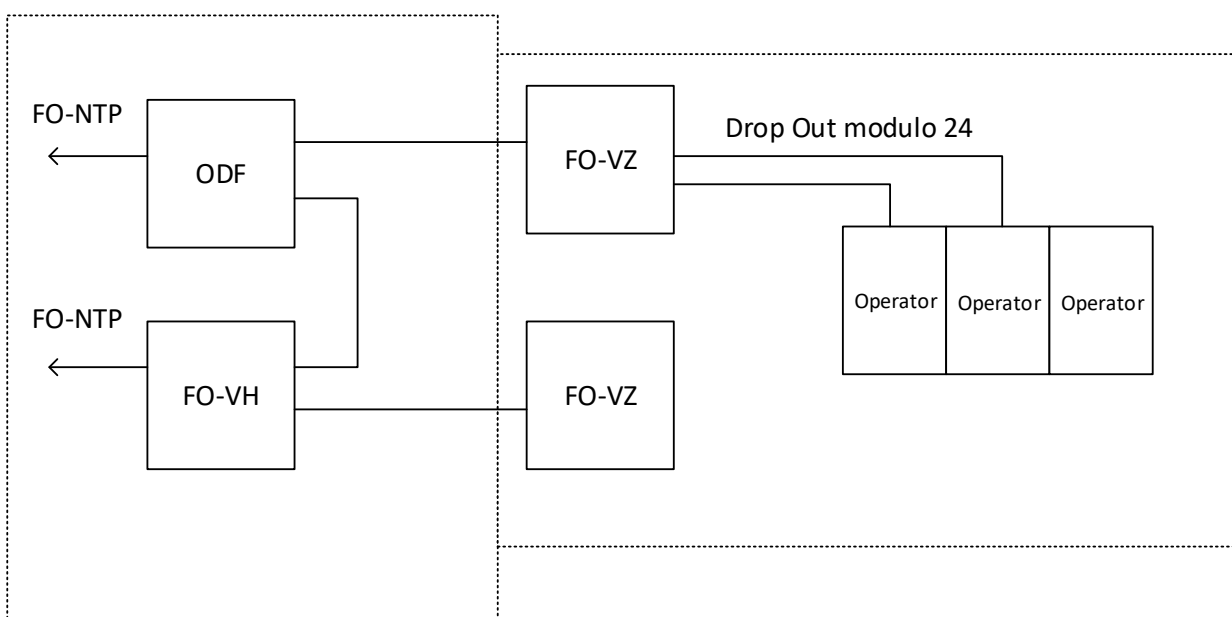 FO-NTP
ODF
FO-VZ
Drop Out modulo 24
Operator
Operator
Operator
FO-NTP
FO-VH
FO-VZ